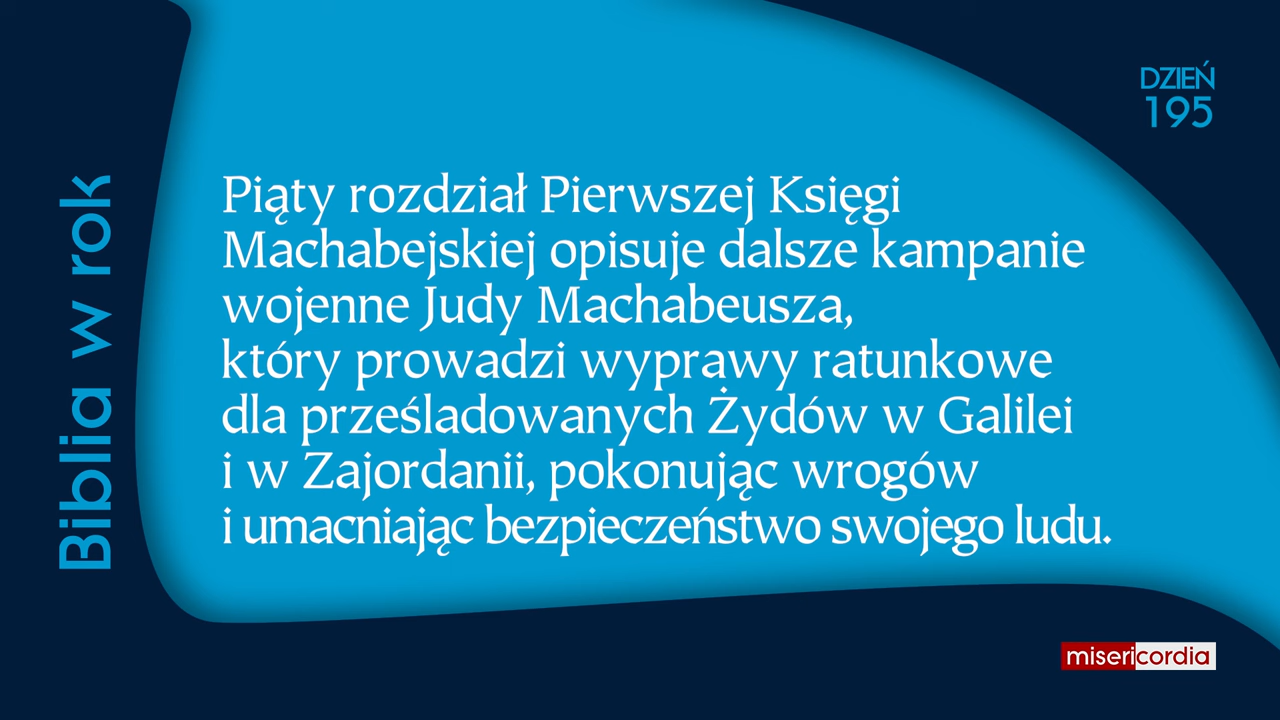 DZIEŃ
195
Biblia w rok
Piąty rozdział Pierwszej Księgi
Machabejskiej opisuje dalsze kampanie
wojenne Judy Machabeusza,
który prowadzi wyprawy ratunkowe
dla prześladowanych Żydów w Galilei
i w Zajordanii, pokonując wrogów
i umacniając bezpieczeństwo swojego ludu.
misericordia